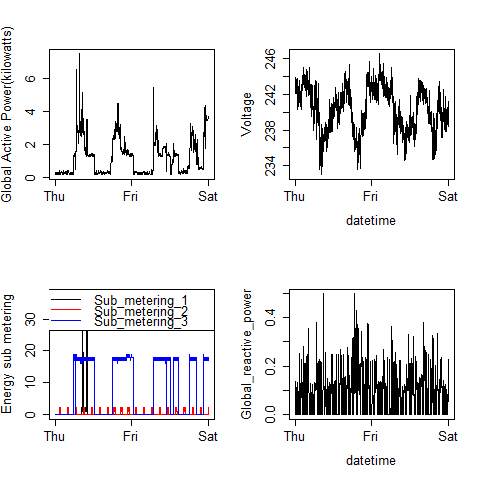 Global Active Power(kilowatts)
0 2 4 6
Thu Fri Sat
Voltage
234 238 242 246
Thu Fri Sat
datetime
Energy sub metering
0 10 20 30
Sub_metering_1
Sub_metering_2
Sub_metering_3
Thu Fri Sat
Global_reactive_power
0.0 0.2 0.4
Thu Fri Sat
datetime